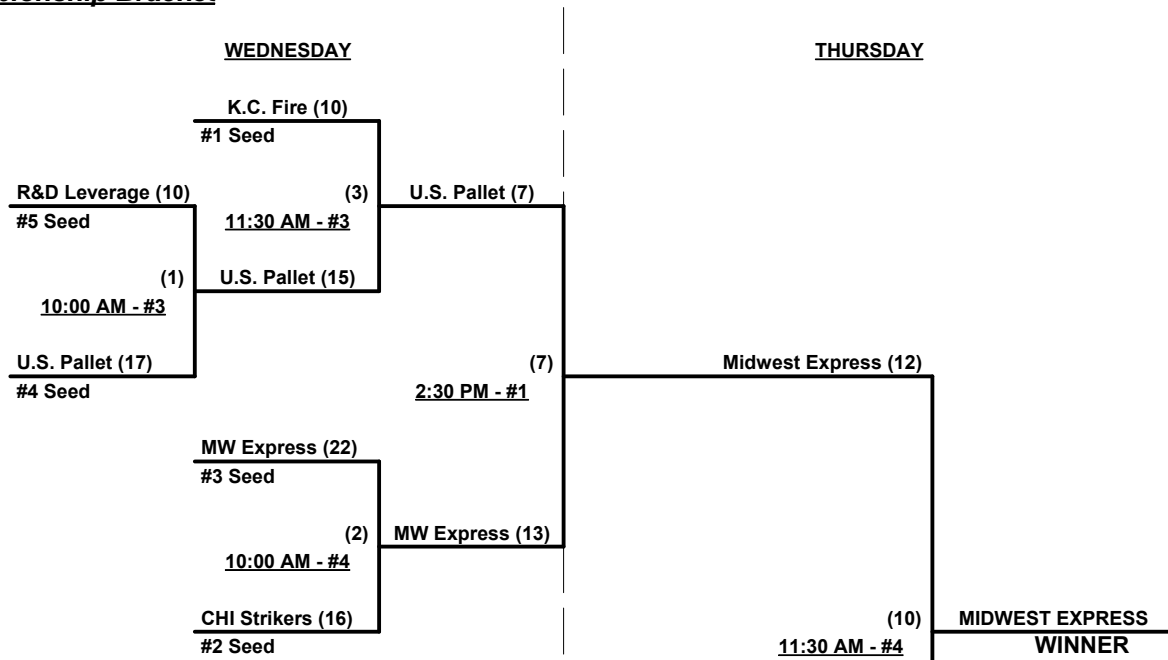 WEDNESDAY
THURSDAY
K.C. Fire (10)
#1 Seed
R&D Leverage (10)
(3)
U.S. Pallet (7)
#5 Seed
11:30 AM - #3
(1)
U.S. Pallet (15)
10:00 AM - #3
U.S. Pallet (17)
(7)
Midwest Express (12)
#4 Seed
2:30 PM - #1
MW Express (22)
#3 Seed
(2)
MW Express (13)
10:00 AM - #4
CHI Strikers (16)
(10)
MIDWEST EXPRESS
#2 Seed
11:30 AM - #4
WINNER